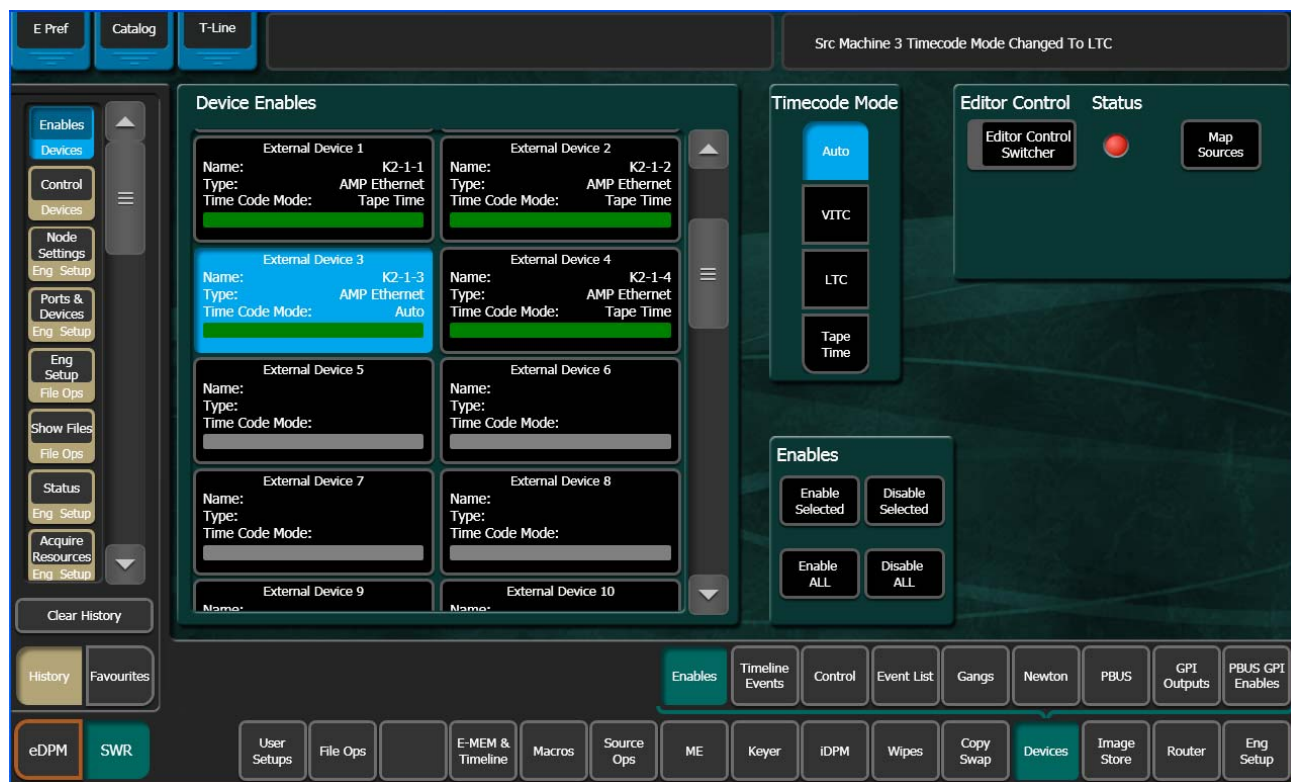 E Pref
Catalog
T-Line
Src Machine 3 Timecode Mode Changed To LTC
Enables
Devices
Control
Devices
Node
Settings
Eng Setup
Ports &
Devices
Eng Setup
Eng
Setup
File Ops
Show Files
File Ops
Status
Eng Setup
Acquire
Resources
Eng Setup
Clear History
History
Favourites
Device Enables
External Device 1
Name: K2-1-1
Type: AMP Ethernet
Time Code Mode: Tape Time
External Device 2
Name: K2-1-2
Type: AMP Ethernet
Time Code Mode: Tape Time
External Device 3
Name: K2-1-3
Type: AMP Ethernet
Time Code Mode: Auto
External Device 4
Name: K2-1-4
Type: AMP Ethernet
Time Code Mode: Tape Time
External Device 5
Name:
Type:
Time Code Mode:
External Device 6
Name:
Type:
Time Code Mode:
External Device 7
Name:
Type:
Time Code Mode:
External Device 8
Name:
Type:
Time Code Mode:
External Device 9
Name:
External Device 10
Name:
Timecode Mode
Auto
VITC
LTC
Tape
Time
Editor Control Status
Editor Control
Switcher
Map
Sources
Enables
Enable
Selected
Disable
Selected
Enable
ALL
Disable
ALL
Enables
Timeline
Events
Control
Event List
Gangs
Newton
PBUS
GPI
Outputs
PBUS GPI
Enables
eDPM
SWR
User
Setups
File Ops
E-MEM &
Timeline
Macros
Source
Ops
ME
Keyer
iDPM
Wipes
Copy
Swap
Devices
Image
Store
Router
Eng
Setup